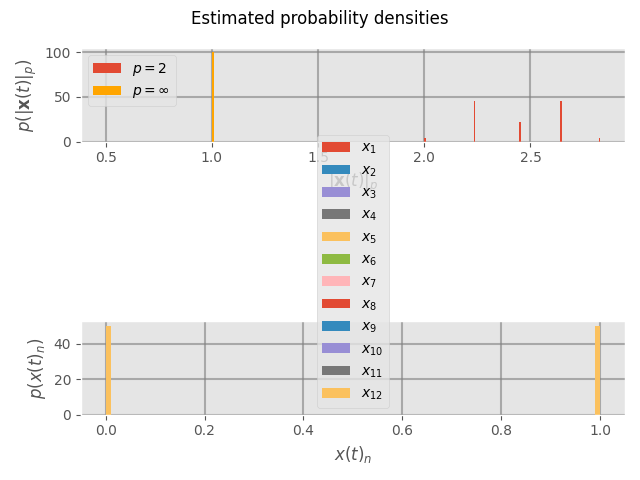 Estimated probability densities
p(|x(t)|ₚ)
100
50
0
p = 2
p = ∞
0.5 1.0 1.5 2.0 2.5
|x(t)|ₚ
x₁
x₂
x₃
x₄
x₅
x₆
x₇
x₈
x₉
x₁₀
x₁₁
x₁₂
p(x(t)ₙ)
40
20
0
0.0 0.2 0.4 0.6 0.8 1.0
x(t)ₙ